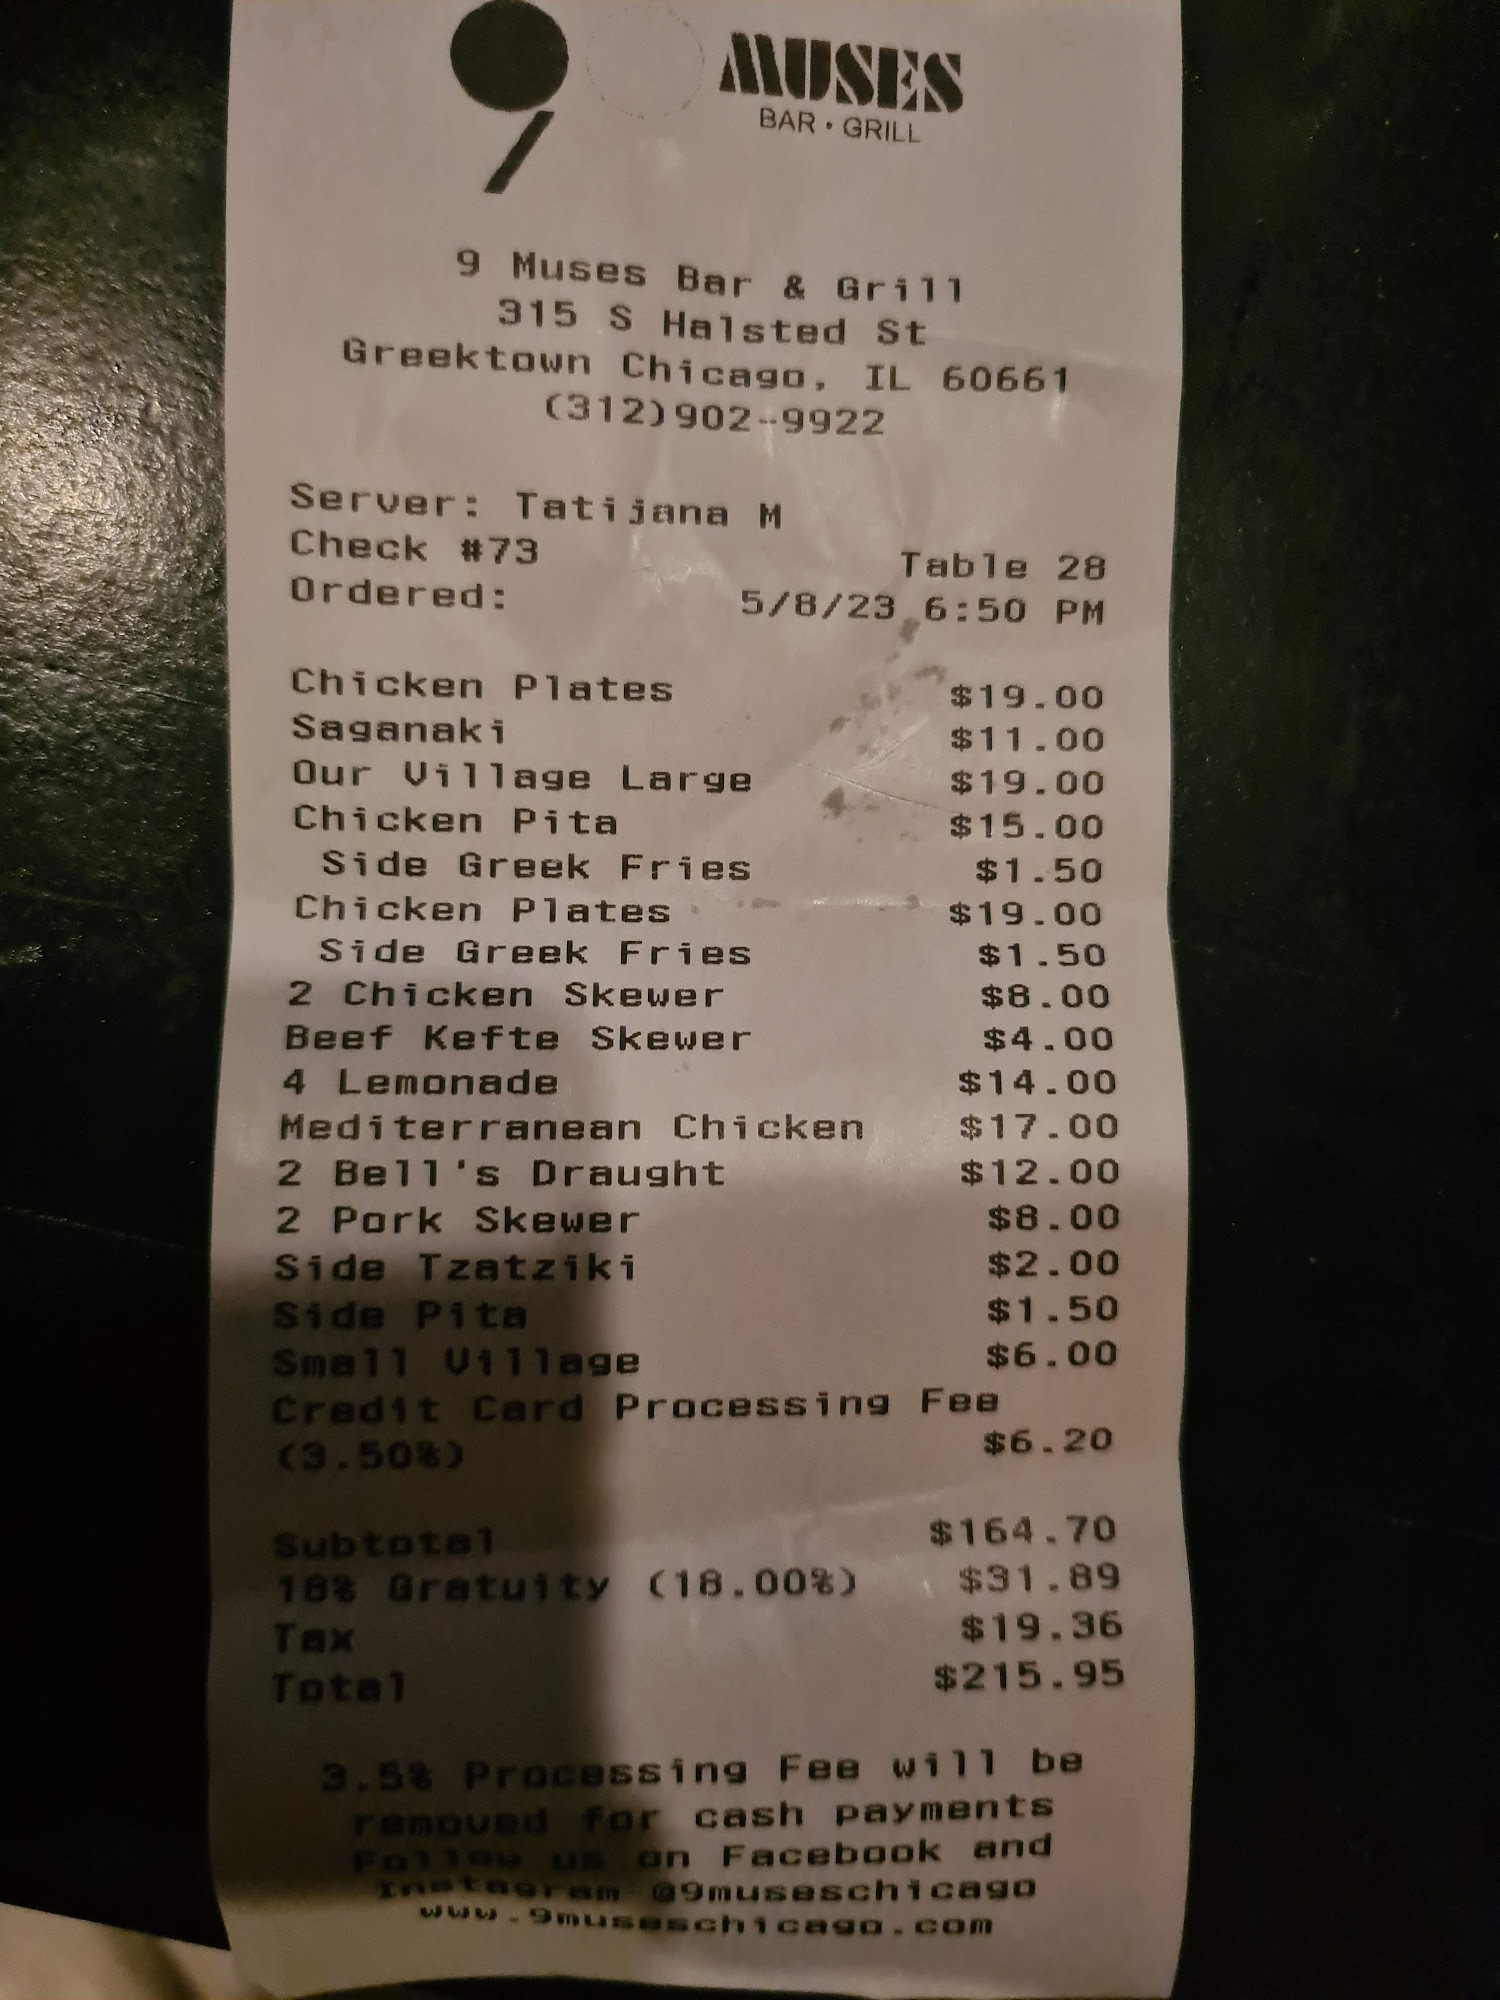 9 MUSES
BAR • GRILL
9 Muses Bar & Grill
315 S Halsted St
Greektown Chicago, IL 60661
(312)902-9922
Server: Tatijana M
Check #73 Table 28
Ordered: 5/8/23 6:50 PM
Chicken Plates $19.00
Saganaki $11.00
Our Village Large $19.00
Chicken Pita $15.00
Side Greek Fries $1.50
Chicken Plates $19.00
Side Greek Fries $1.50
2 Chicken Skewer $8.00
Beef Kefte Skewer $4.00
4 Lemonade $14.00
Mediterranean Chicken $17.00
2 Bell's Draught $12.00
2 Pork Skewer $8.00
Side Tzatziki $2.00
Side Pita $1.50
Small Village $6.00
Credit Card Processing Fee
(3.50%) $6.20
Subtotal $164.70
18% Gratuity (18.00%) $31.89
Tax $19.36
Total $215.95
3.5% Processing Fee will be
removed for cash payments
Follow us on Facebook and
Instagram @9museschicago
www.9museschicago.com